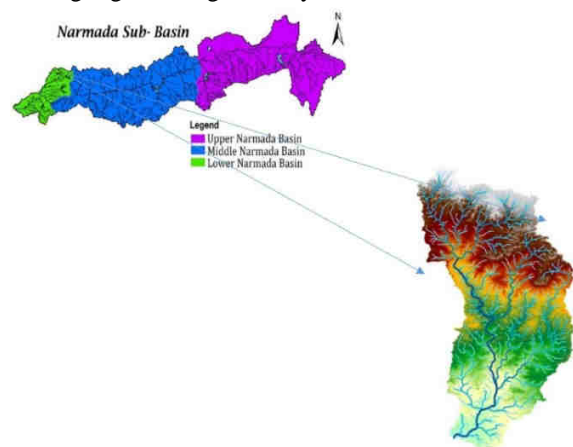 Narmada Sub- Basin
N
Legend
Upper Narmada Basin
Middle Narmada Basin
Lower Narmada Basin